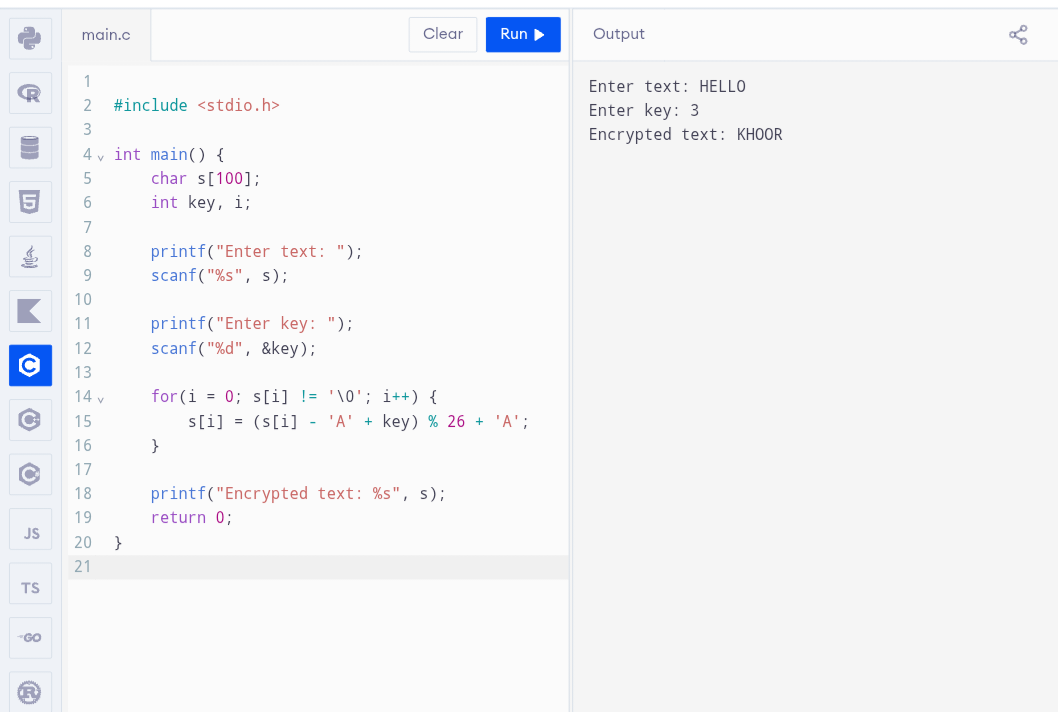 main.c
Clear
Run
Output
1
2 #include <stdio.h>
3
4 int main() {
5     char s[100];
6     int key, i;
7
8     printf("Enter text: ");
9     scanf("%s", s);
10
11     printf("Enter key: ");
12     scanf("%d", &key);
13
14     for(i = 0; s[i] != '\0'; i++) {
15         s[i] = (s[i] - 'A' + key) % 26 + 'A';
16     }
17
18     printf("Encrypted text: %s", s);
19     return 0;
20 }
21
Enter text: HELLO
Enter key: 3
Encrypted text: KHOOR
R
5
C
C
C
JS
TS
GO
R